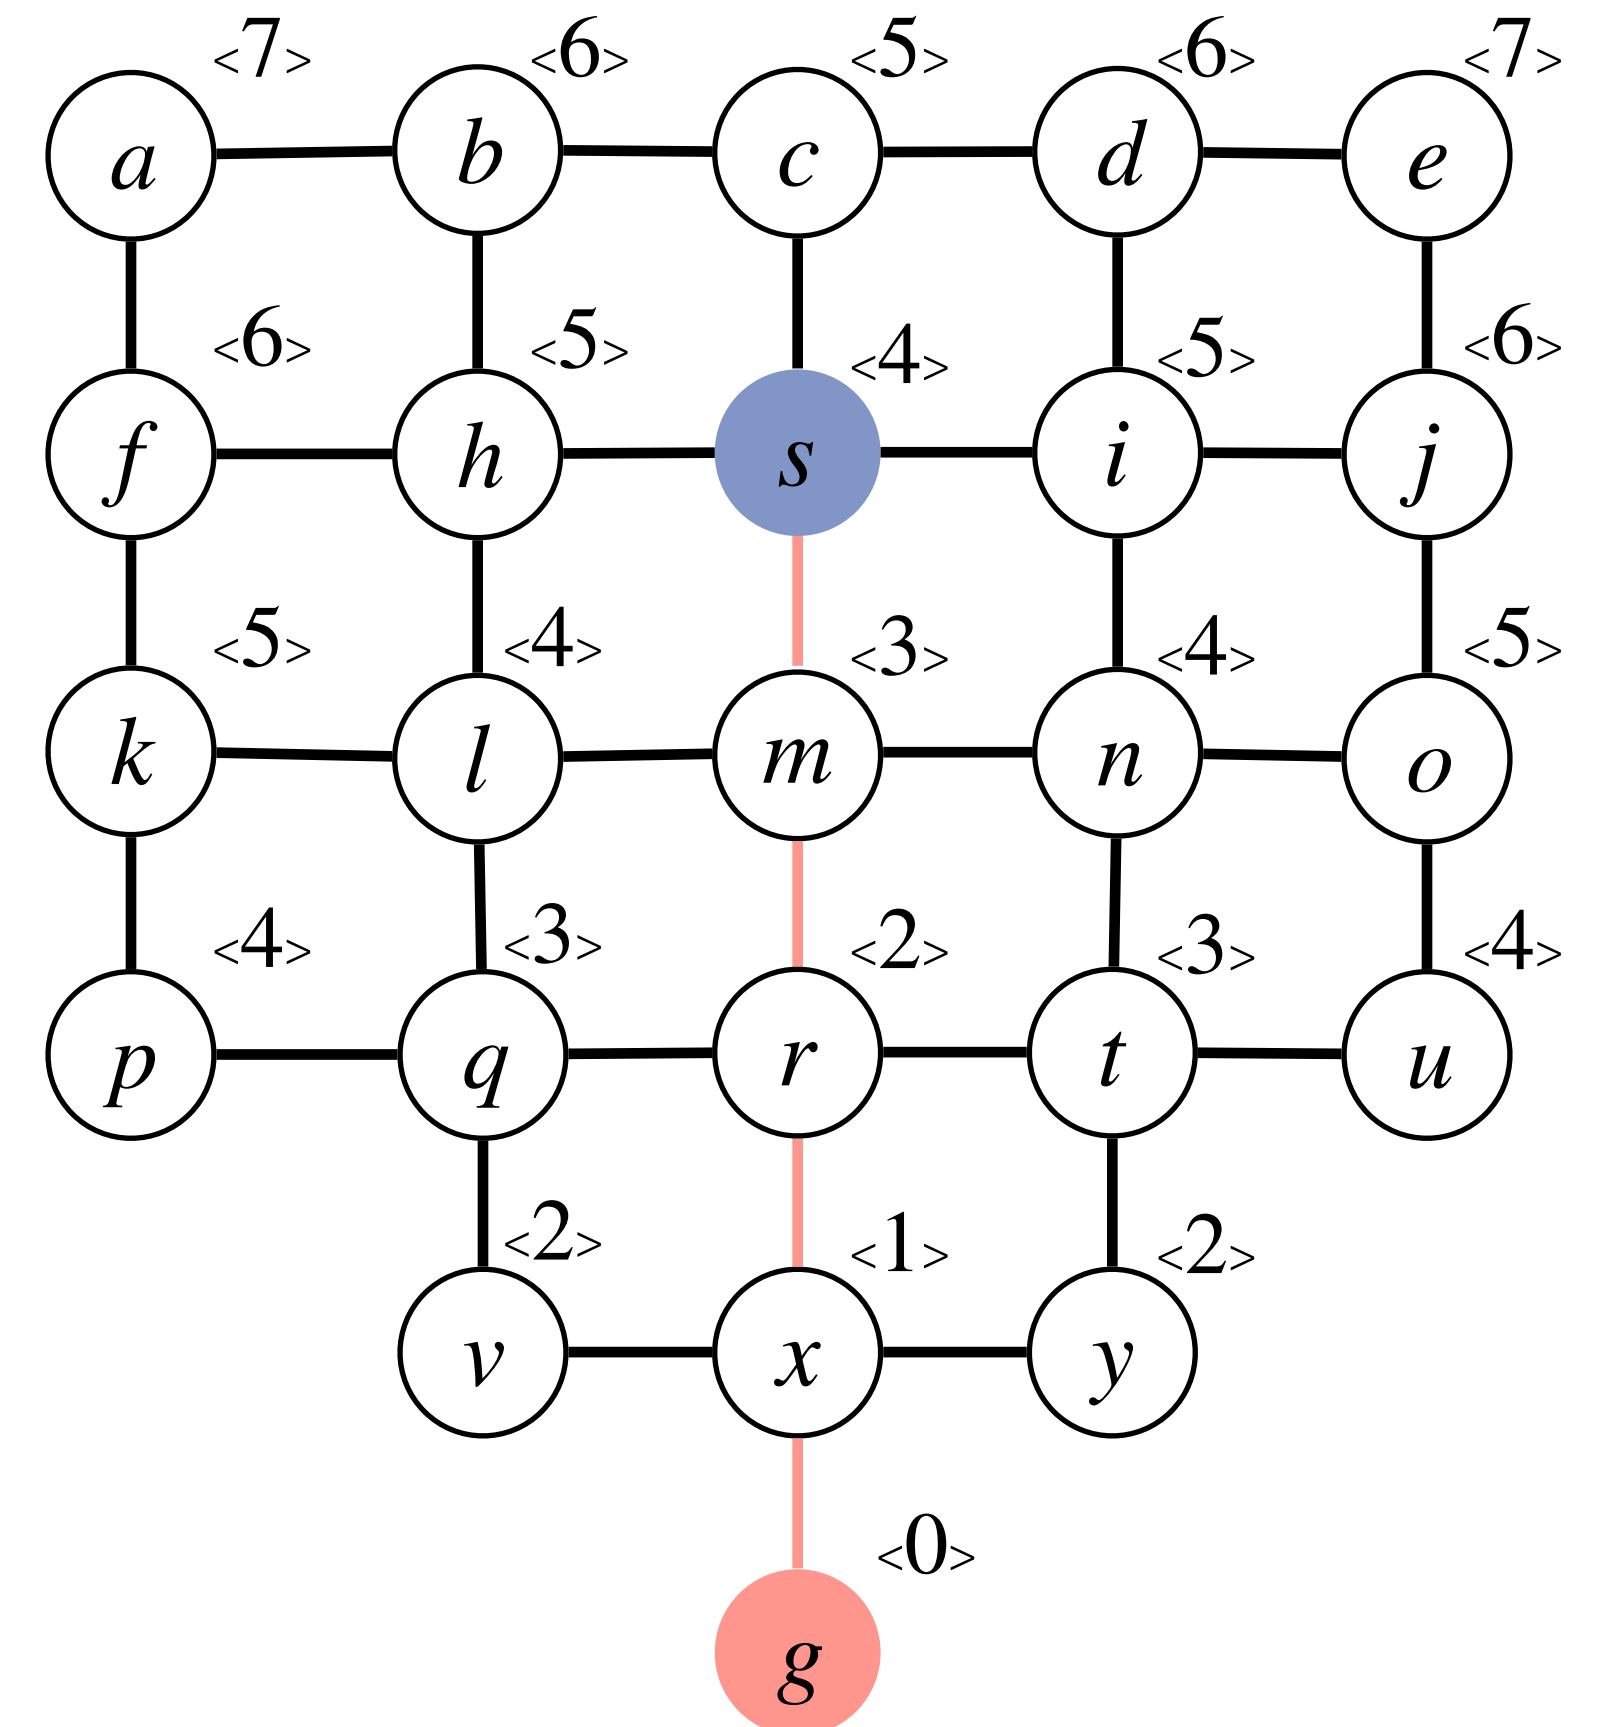 <7> <6> <5> <6> <7>
a b c d e
<6> <5> <4> <5> <6>
f h s i j
<5> <4> <3> <4> <5>
k l m n o
<4> <3> <2> <3> <4>
p q r t u
<2> <1> <2>
v x y
<0>
g